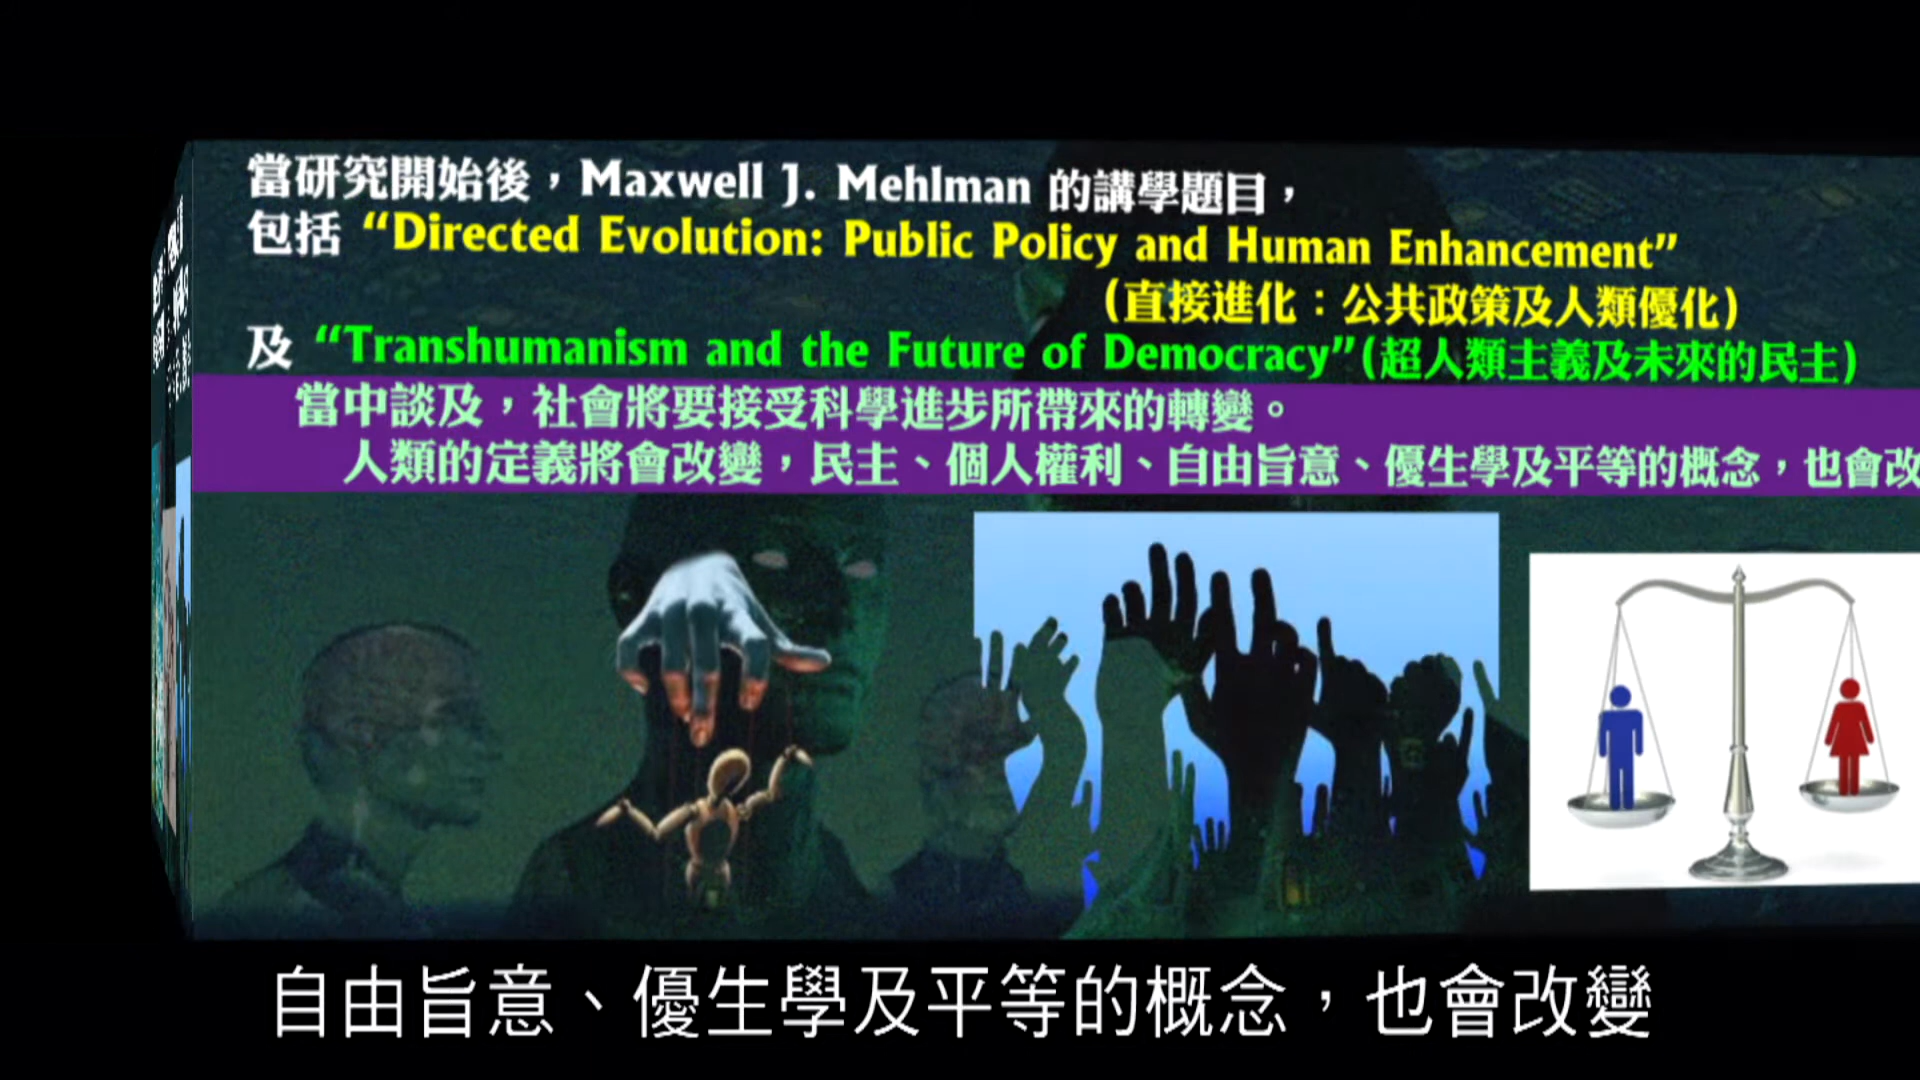 當研究開始後，Maxwell J. Mehlman 的講學題目，
包括 “Directed Evolution: Public Policy and Human Enhancement”
(直接進化：公共政策及人類優化)
及 “Transhumanism and the Future of Democracy”(超人類主義及未來的民主)
當中談及，社會將要接受科學進步所帶來的轉變。
人類的定義將會改變，民主、個人權利、自由旨意、優生學及平等的概念，也會改
自由旨意、優生學及平等的概念，也會改變